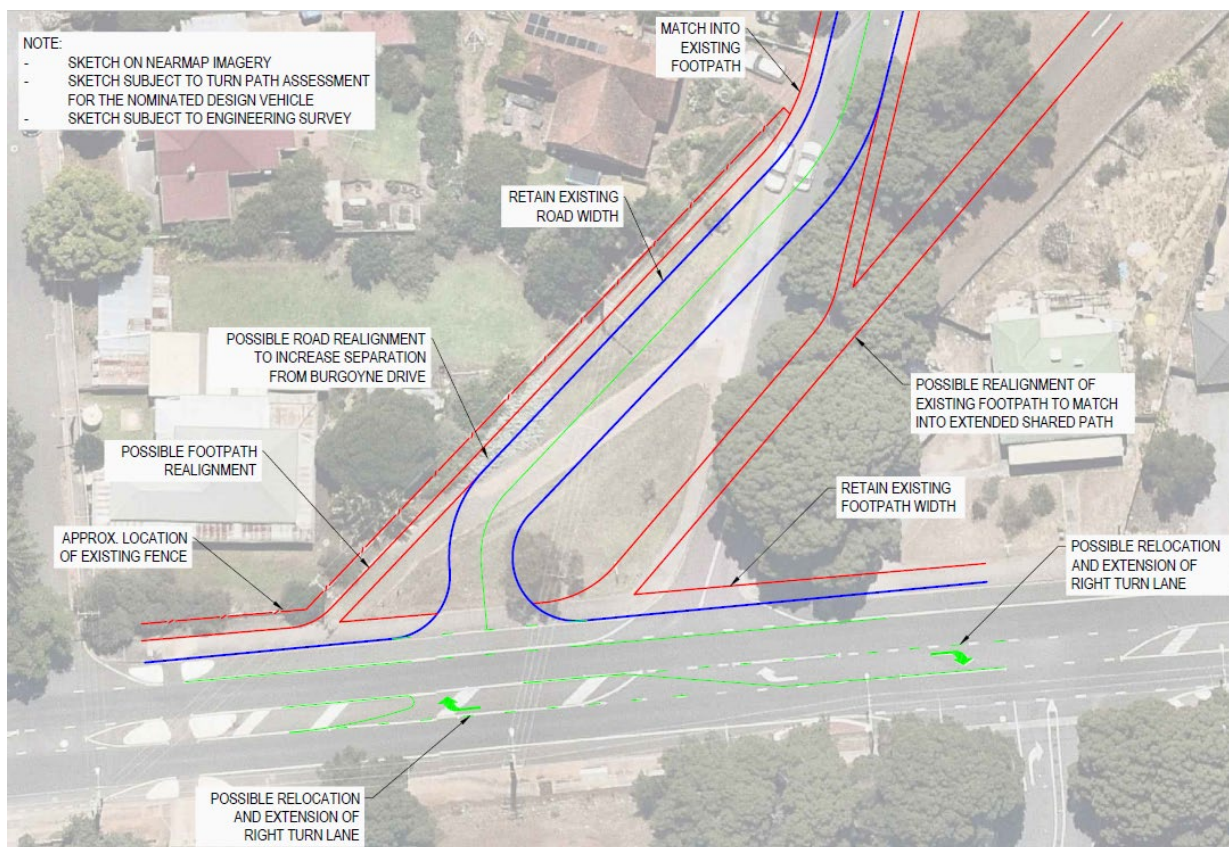 NOTE:
- SKETCH ON NEARMAP IMAGERY
- SKETCH SUBJECT TO TURN PATH ASSESSMENT
FOR THE NOMINATED DESIGN VEHICLE
- SKETCH SUBJECT TO ENGINEERING SURVEY
MATCH INTO
EXISTING
FOOTPATH
RETAIN EXISTING
ROAD WIDTH
POSSIBLE ROAD REALIGNMENT
TO INCREASE SEPARATION
FROM BURGOYNE DRIVE
POSSIBLE REALIGNMENT OF
EXISTING FOOTPATH TO MATCH
INTO EXTENDED SHARED PATH
POSSIBLE FOOTPATH
REALIGNMENT
RETAIN EXISTING
FOOTPATH WIDTH
APPROX. LOCATION
OF EXISTING FENCE
POSSIBLE RELOCATION
AND EXTENSION OF
RIGHT TURN LANE
POSSIBLE RELOCATION
AND EXTENSION OF
RIGHT TURN LANE